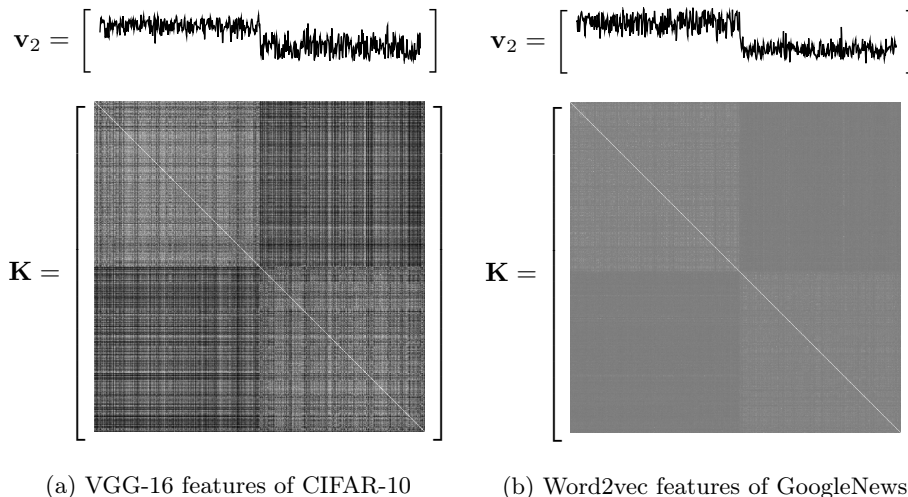 v₂ =
v₂ =
K =
K =
(a) VGG-16 features of CIFAR-10
(b) Word2vec features of GoogleNews